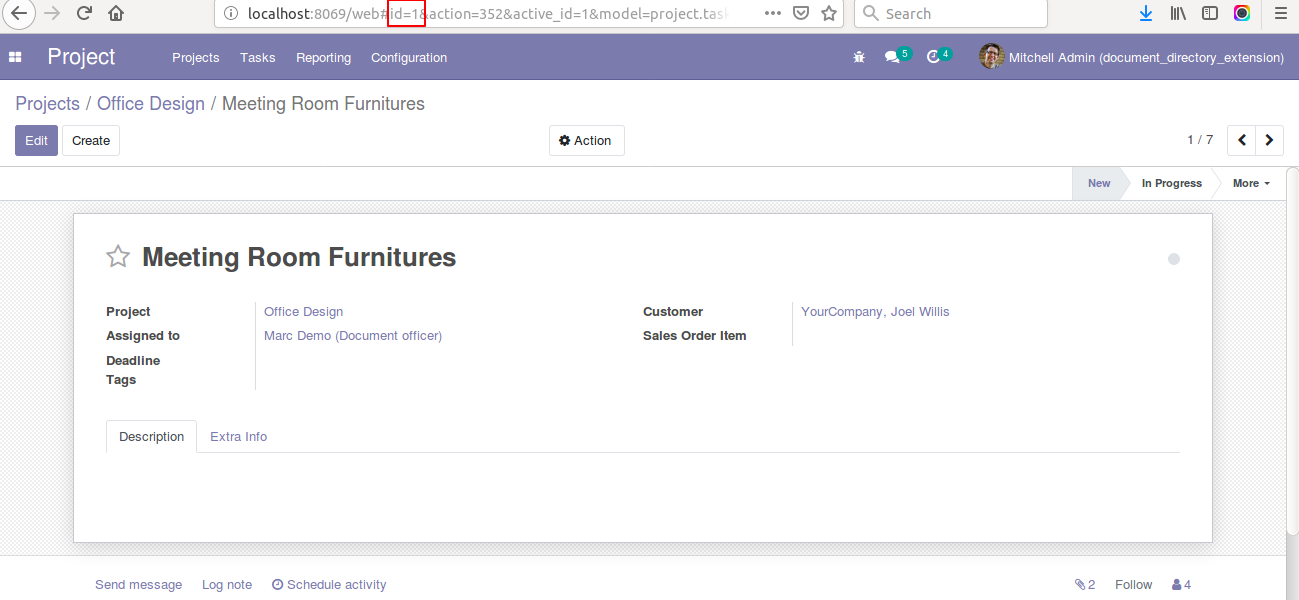 localhost:8069/web#id=1&action=352&active_id=1&model=project.tas
Search
Project
Projects Tasks Reporting Configuration
5 4 Mitchell Admin (document_directory_extension)
Projects / Office Design / Meeting Room Furnitures
Edit Create Action 1 / 7
New In Progress More
Meeting Room Furnitures
Project Office Design Customer YourCompany, Joel Willis
Assigned to Marc Demo (Document officer) Sales Order Item
Deadline
Tags
Description Extra Info
Send message Log note Schedule activity 2 Follow 4